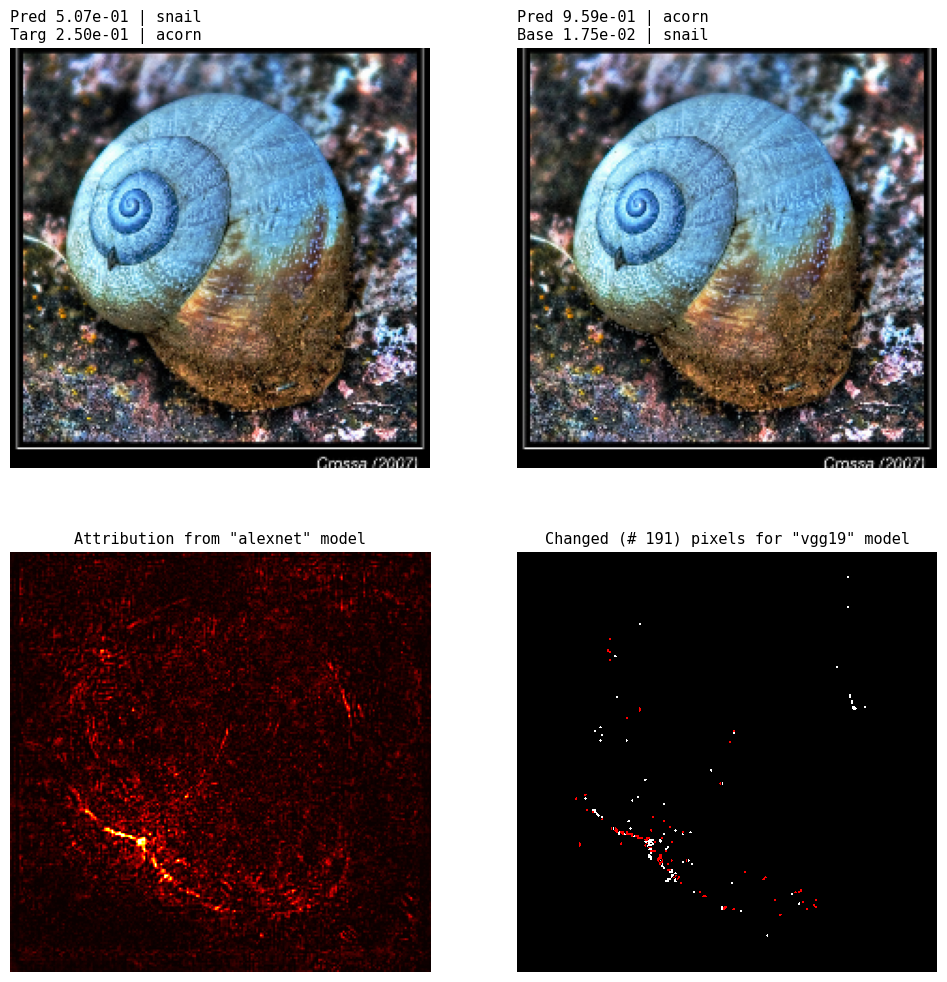 Pred 5.07e-01 | snail
Targ 2.50e-01 | acorn
Pred 9.59e-01 | acorn
Base 1.75e-02 | snail
Crossa (2007)
Crossa (2007)
Attribution from "alexnet" model
Changed (# 191) pixels for "vgg19" model